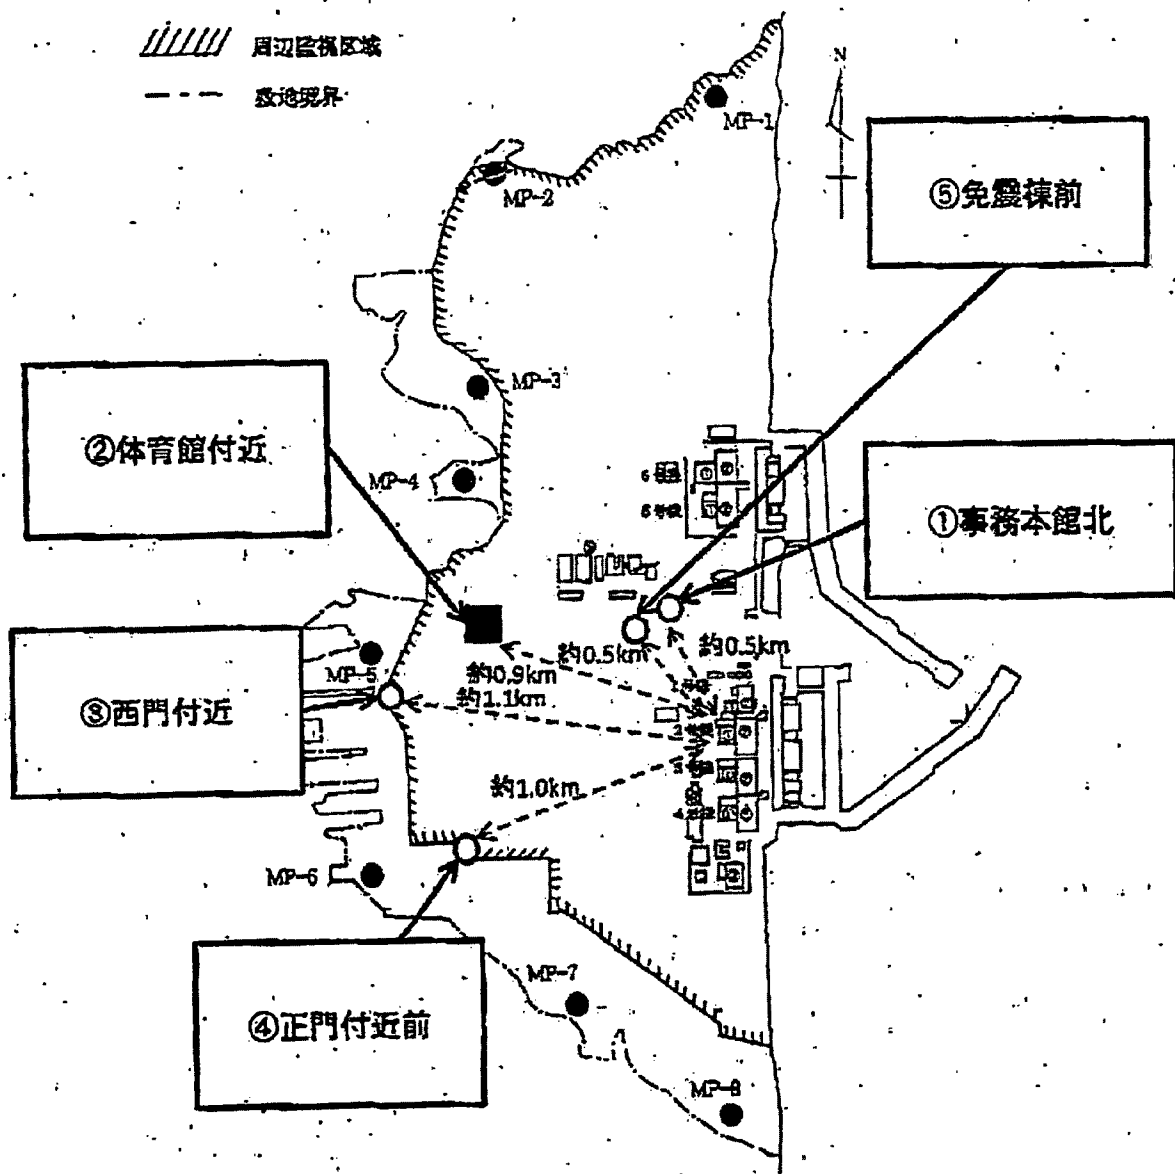 周辺監視区域
敷地境界
N
MP-1
⑤免震棟前
MP-2
MP-3
②体育館付近
MP-4
6号機
5号機
①事務本館北
約0.5km
約0.5km
約0.9km
約1.1km
MP-5
③西門付近
約1.0km
MP-6
④正門付近前
MP-7
MP-8